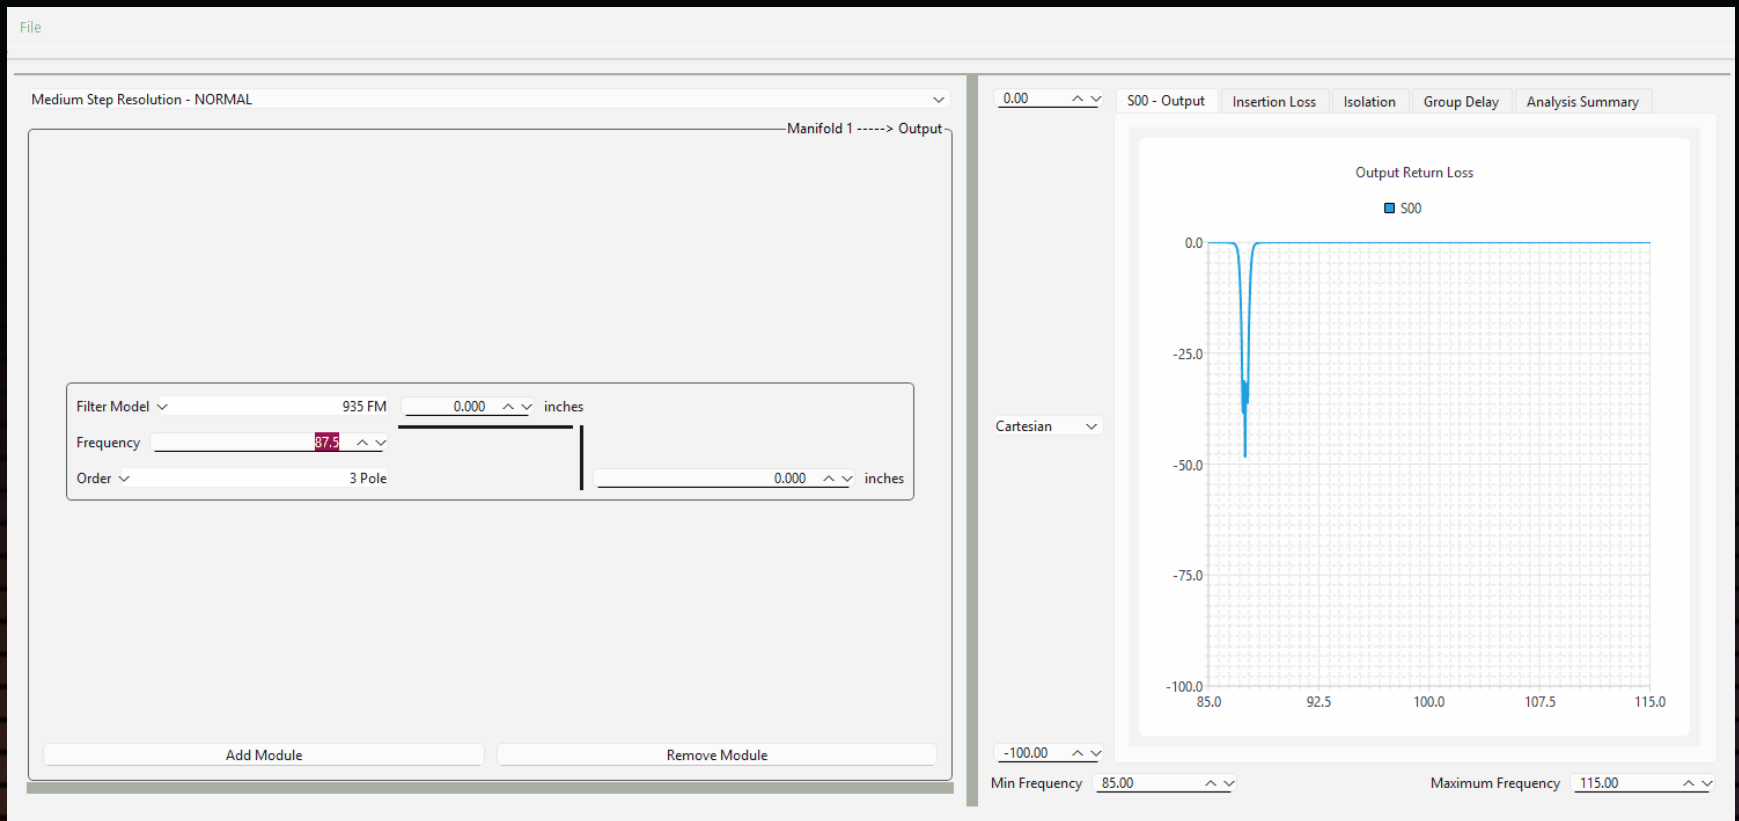 File
Medium Step Resolution - NORMAL
Manifold 1 -----> Output
Filter Model 935 FM 0.000 inches
Frequency 87.5
Order 3 Pole 0.000 inches
Add Module Remove Module
0.00
Cartesian
-100.00
S00 - Output Insertion Loss Isolation Group Delay Analysis Summary
Output Return Loss
S00
0.0
-25.0
-50.0
-75.0
-100.0
85.0 92.5 100.0 107.5 115.0
Min Frequency 85.00 Maximum Frequency 115.00